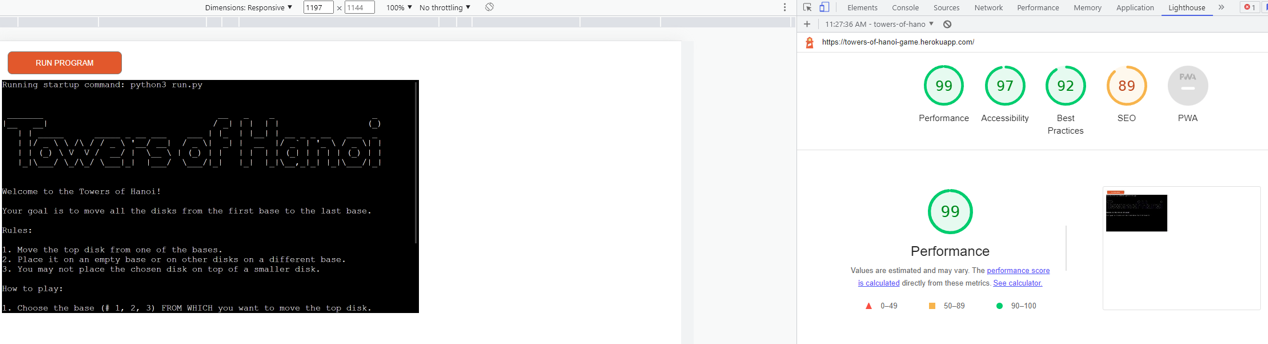 Dimensions: Responsive ▼ 1197 × 1144 100% ▼ No throttling ▼
RUN PROGRAM
Running startup command: python3 run.py
Towers of Hanoi
Welcome to the Towers of Hanoi!
Your goal is to move all the disks from the first base to the last base.
Rules:
1. Move the top disk from one of the bases.
2. Place it on an empty base or on other disks on a different base.
3. You may not place the chosen disk on top of a smaller disk.
How to play:
1. Choose the base (# 1, 2, 3) FROM WHICH you want to move the top disk.
Elements Console Sources Network Performance Memory Application Lighthouse » 1
+ 11:27:36 AM - towers-of-hano ▼
https://towers-of-hanoi-game.herokuapp.com/
99 97 92 89 PWA
Performance Accessibility Best Practices SEO PWA
99
Performance
Values are estimated and may vary. The performance score
is calculated directly from these metrics. See calculator.
0–49 50–89 90–100